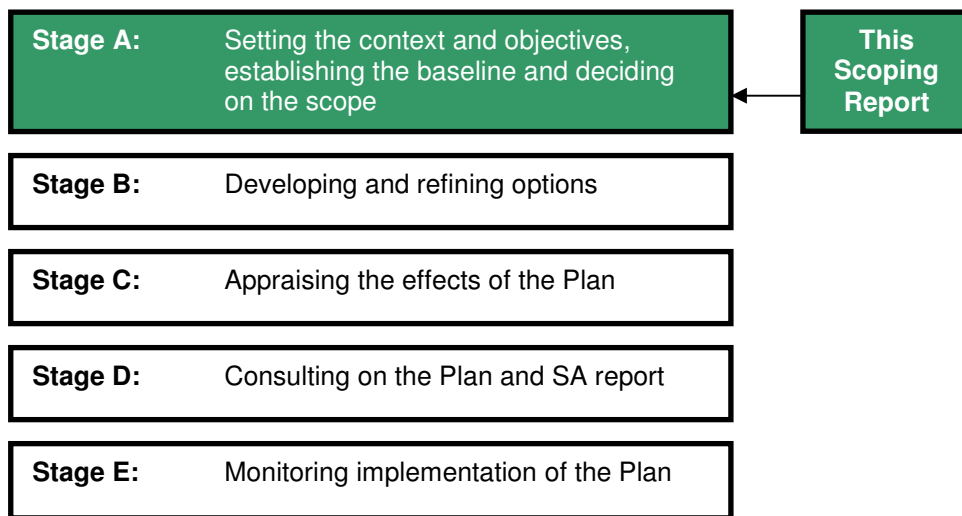 Stage A: Setting the context and objectives,
establishing the baseline and deciding
on the scope
This
Scoping
Report
Stage B: Developing and refining options
Stage C: Appraising the effects of the Plan
Stage D: Consulting on the Plan and SA report
Stage E: Monitoring implementation of the Plan